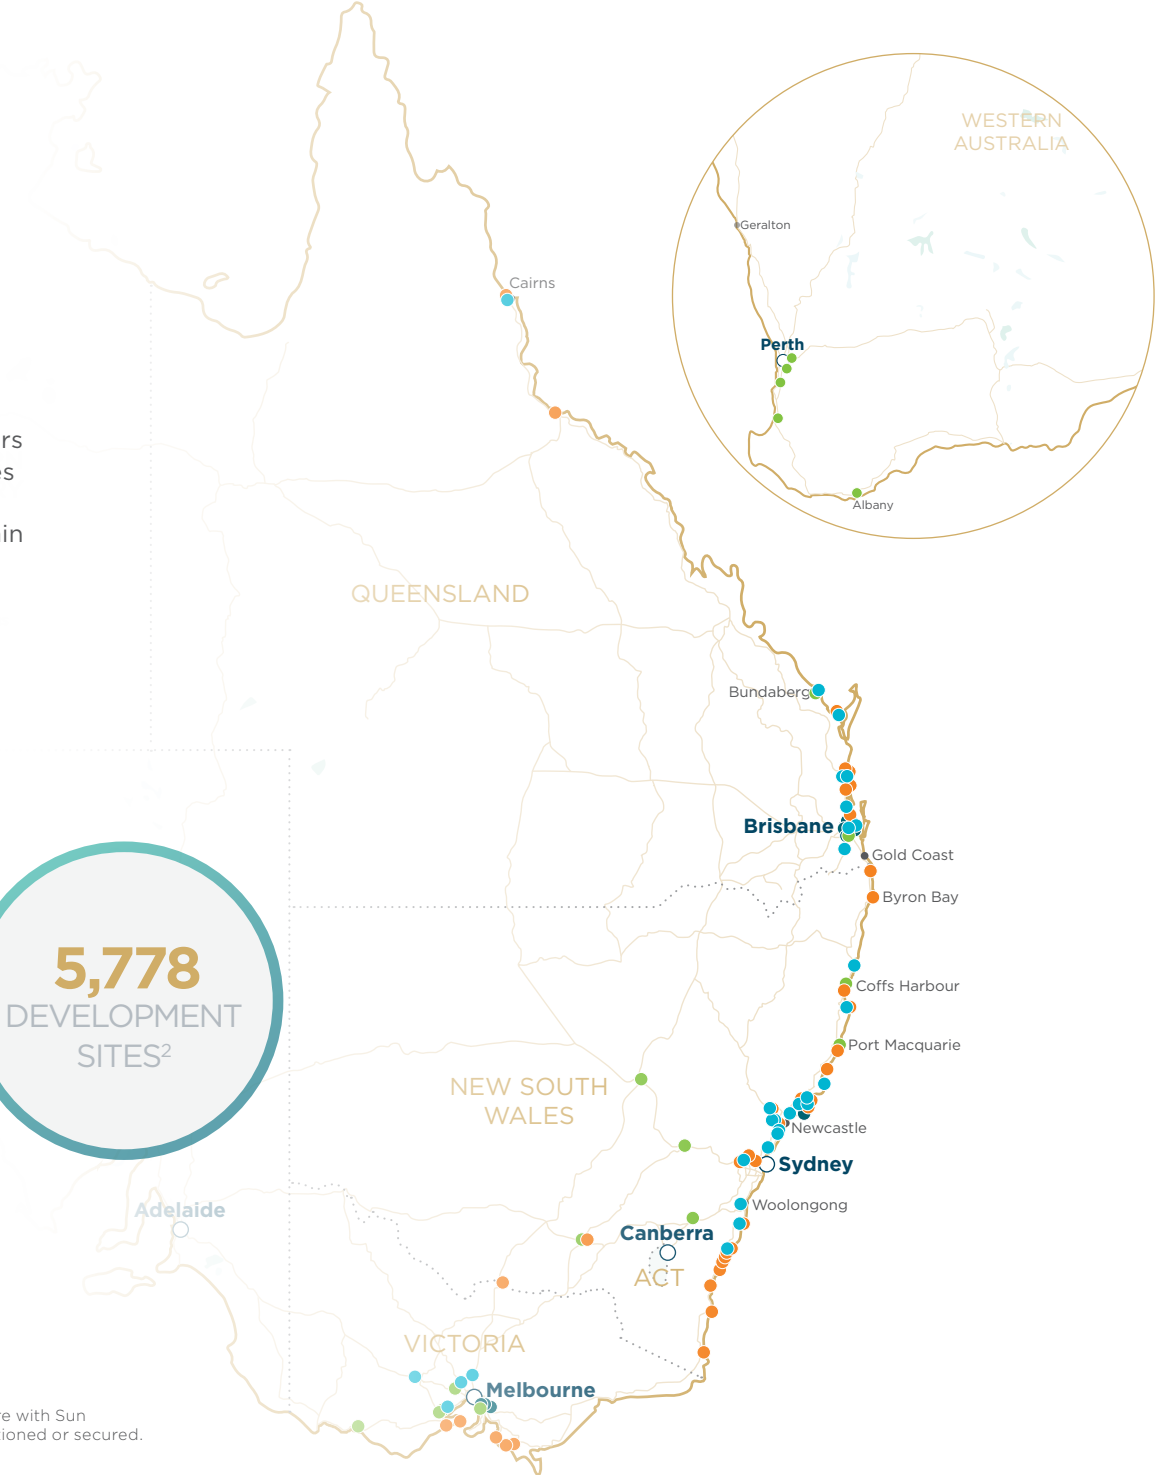 WESTERN
AUSTRALIA
Geralton
Cairns
Perth
rs
s
Albany
in
QUEENSLAND
Bundaberg
Brisbane
Gold Coast
Byron Bay
5,778
DEVELOPMENT
SITES²
Coffs Harbour
Port Macquarie
NEW SOUTH
WALES
Newcastle
Sydney
Woolongong
Adelaide
Canberra
ACT
VICTORIA
Melbourne
re with Sun
tioned or secured.